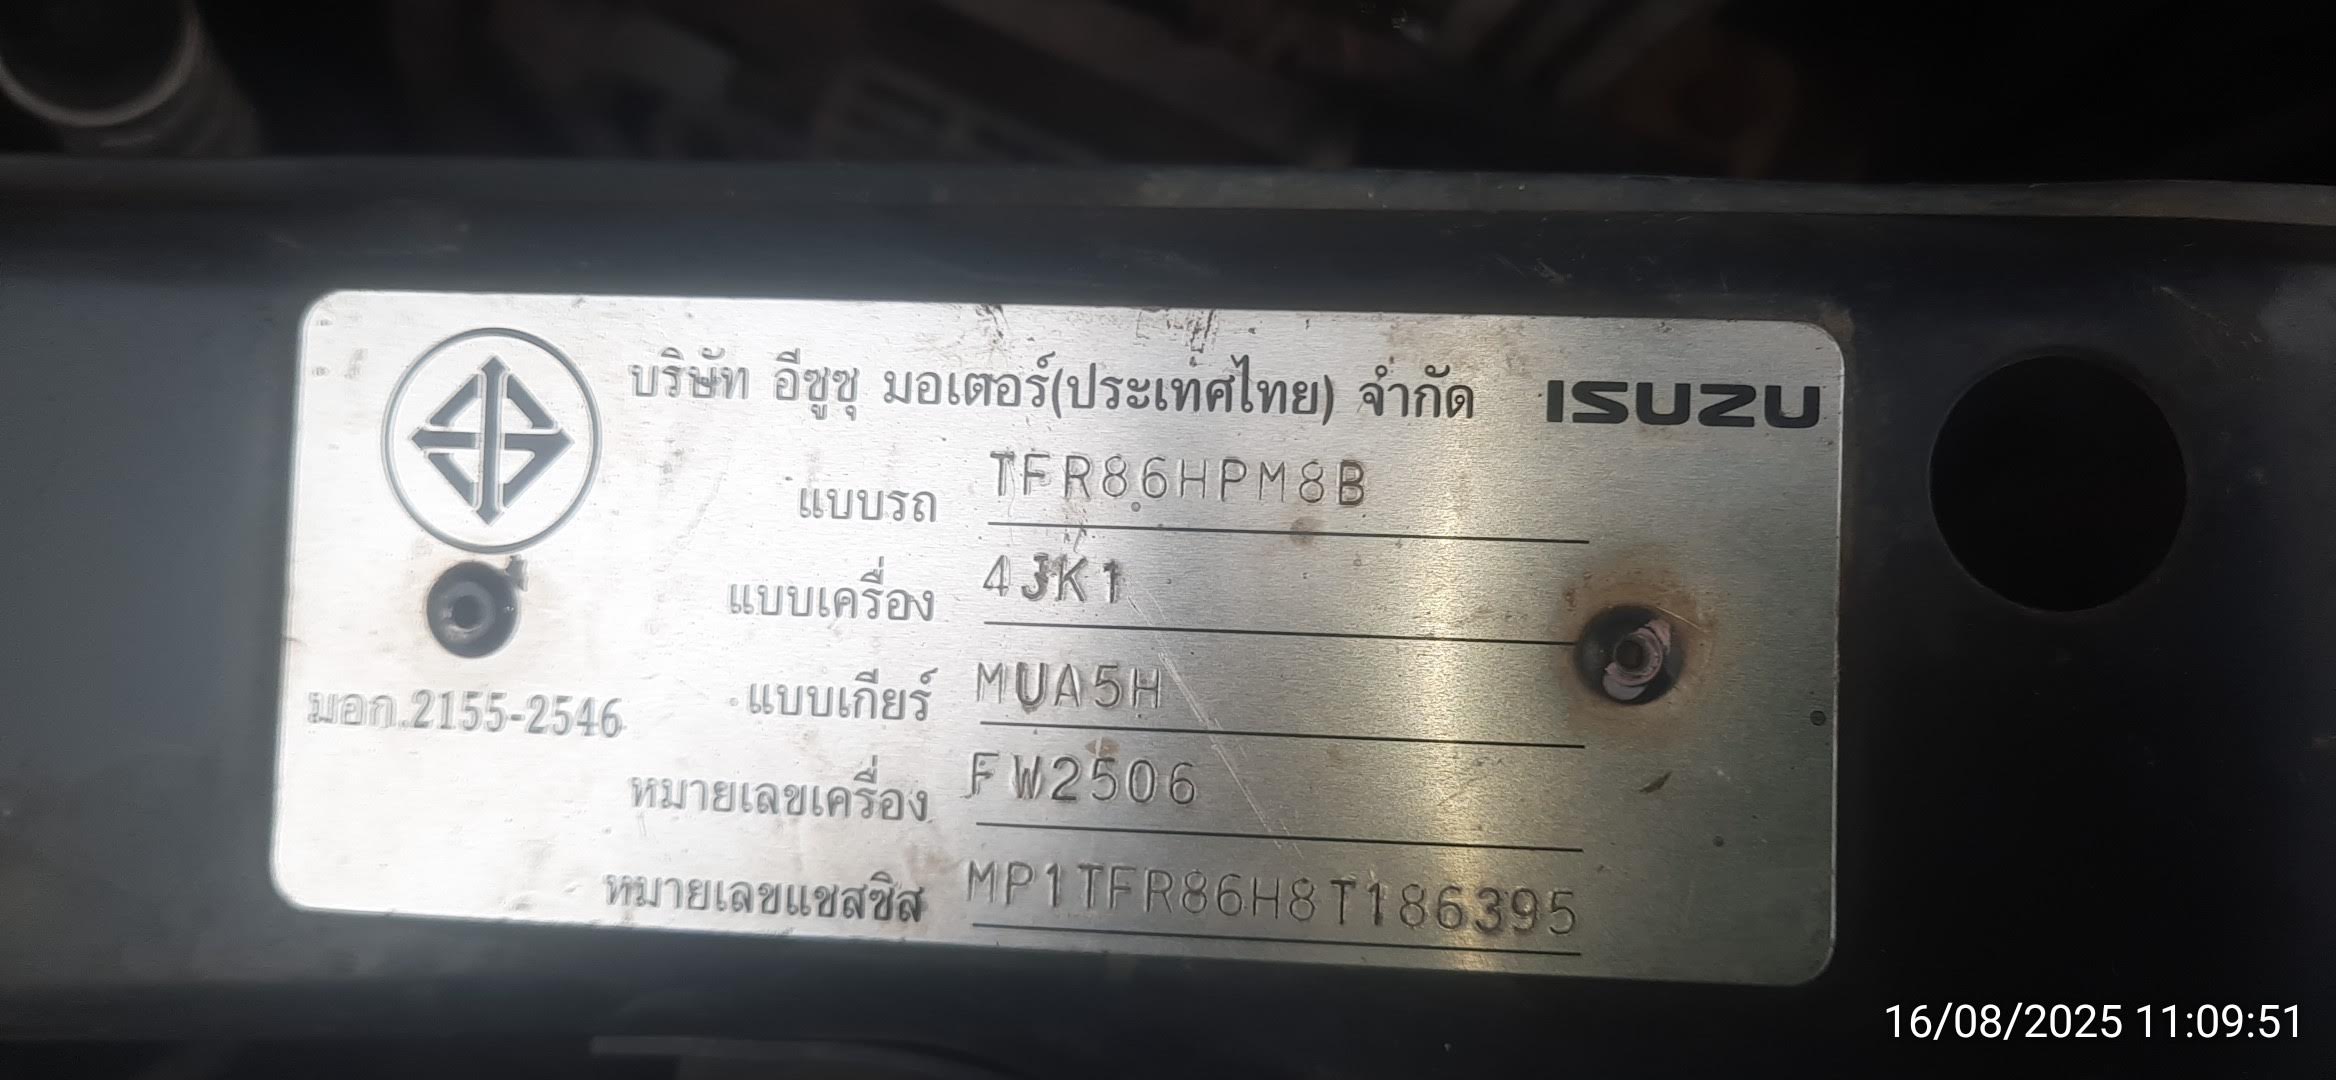 บริษัท อีซูซุ มอเตอร์(ประเทศไทย) จำกัด ISUZU
แบบรถ TFR86HPM8B
แบบเครื่อง 4JK1
แบบเกียร์ MUA5H
มอก.2155-2546
หมายเลขเครื่อง FW2506
หมายเลขแชสซิส MP1TFR86H8T186395
16/08/2025 11:09:51